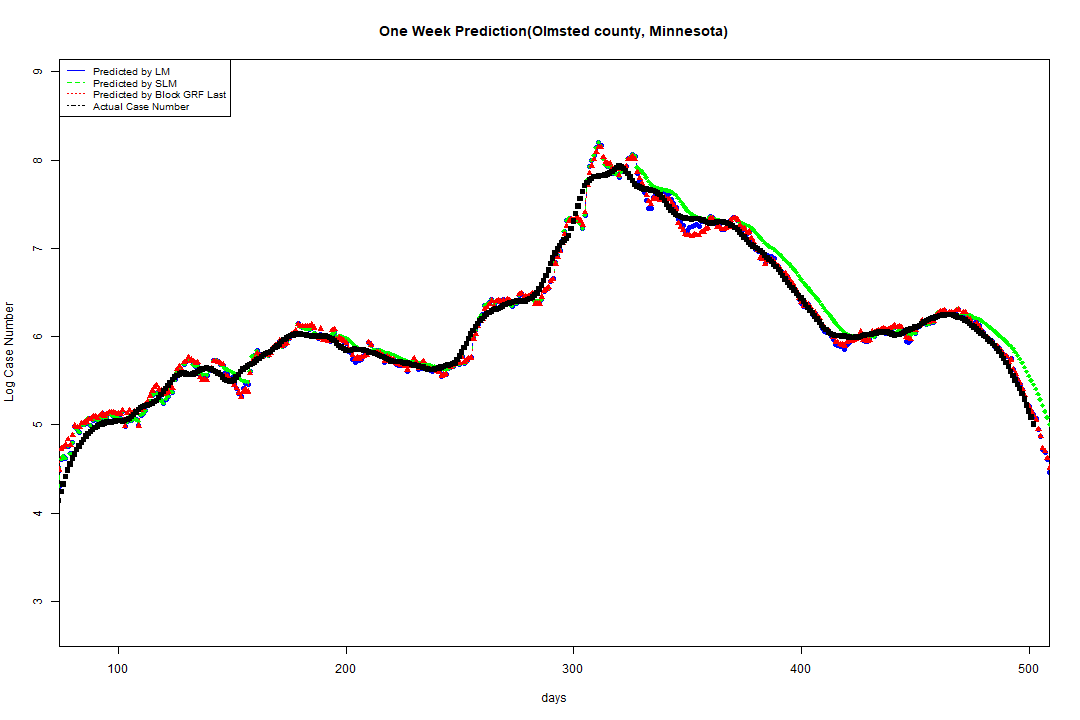 One Week Prediction(Olmsted county, Minnesota)
9
8
7
6
5
4
3
Log Case Number
Predicted by LM
Predicted by SLM
Predicted by Block GRF Last
Actual Case Number
100
200
300
400
500
days